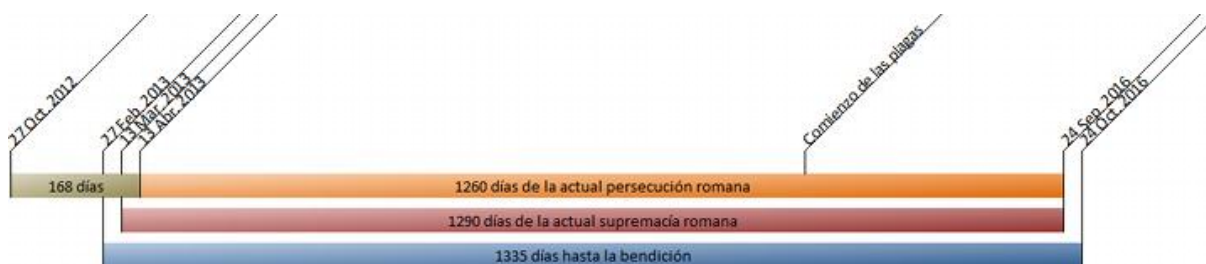 27 Oct. 2012
27 Feb. 2013
13 Mar. 2013
13 Abr. 2013
Comienzo de las plagas
24 Sep. 2016
24 Oct. 2016
168 días
1260 días de la actual persecución romana
1290 días de la actual supremacía romana
1335 días hasta la bendición